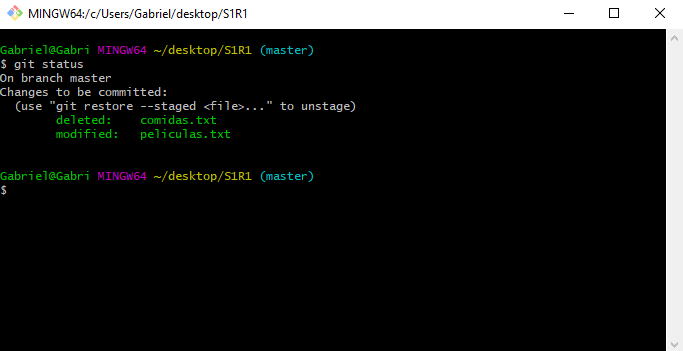 MINGW64:/c/Users/Gabriel/desktop/S1R1
Gabriel@Gabri MINGW64 ~/desktop/S1R1 (master)
$ git status
On branch master
Changes to be committed:
  (use "git restore --staged <file>..." to unstage)
        deleted:    comidas.txt
        modified:   peliculas.txt
Gabriel@Gabri MINGW64 ~/desktop/S1R1 (master)
$